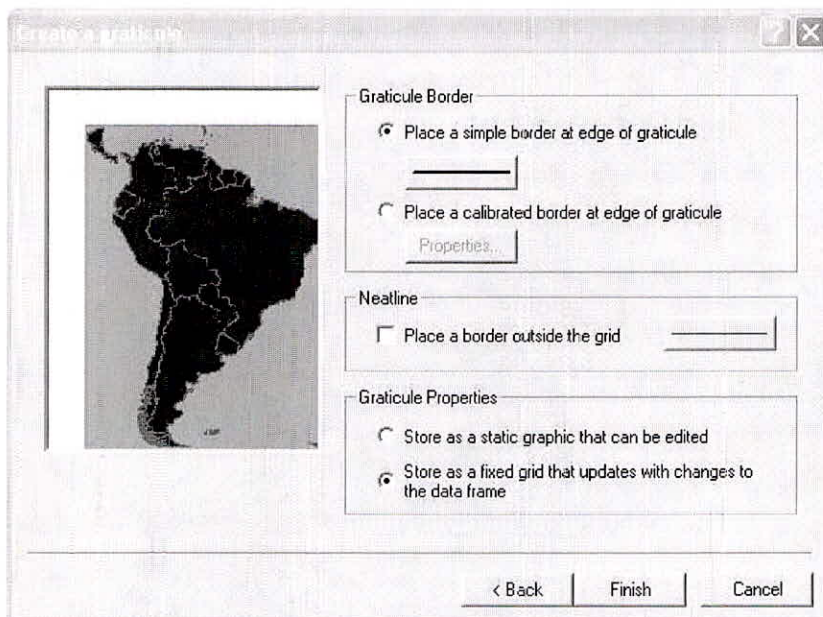 Create a graticule
Graticule Border
Place a simple border at edge of graticule
Place a calibrated border at edge of graticule
Properties...
Neatline
Place a border outside the grid
Graticule Properties
Store as a static graphic that can be edited
Store as a fixed grid that updates with changes to
the data frame
< Back
Finish
Cancel